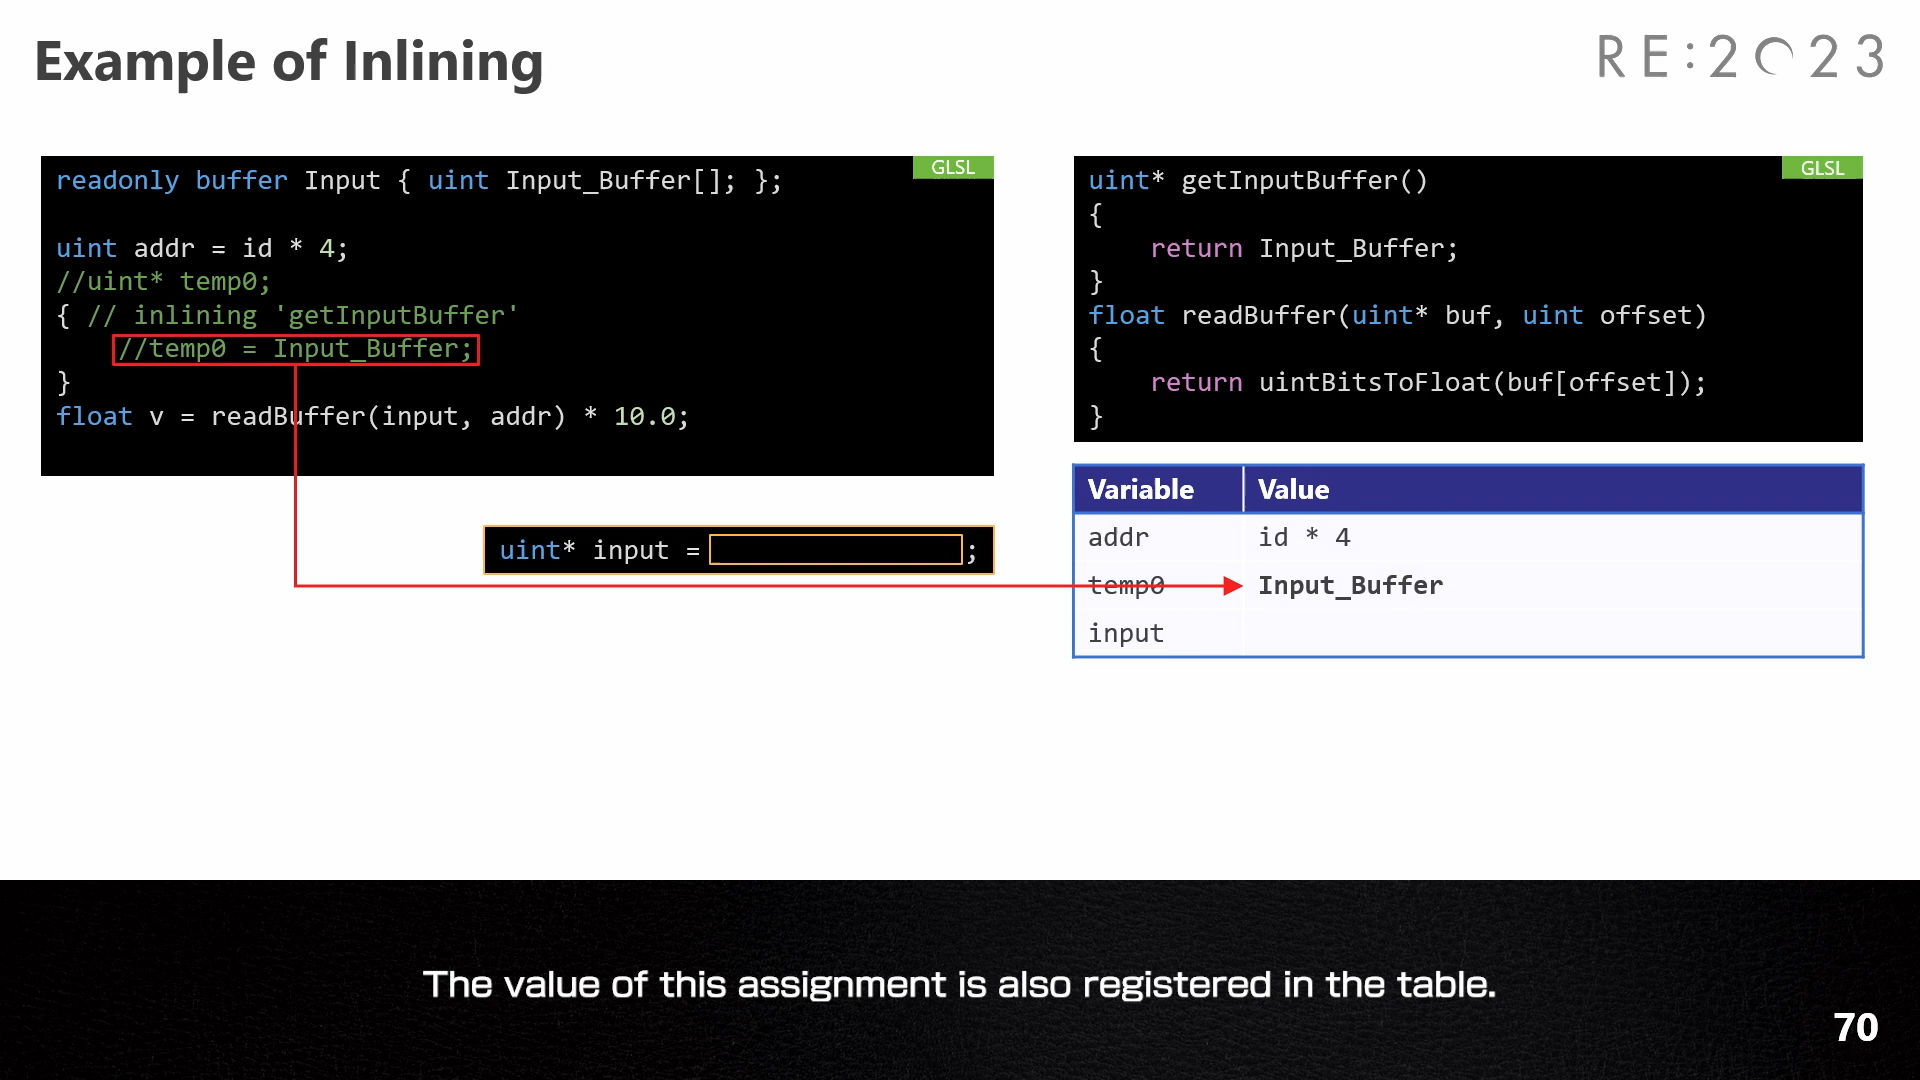 Example of Inlining
RE:2023
GLSL
readonly buffer Input { uint Input_Buffer[]; };
uint addr = id * 4;
//uint* temp0;
{ // inlining 'getInputBuffer'
//temp0 = Input_Buffer;
}
float v = readBuffer(input, addr) * 10.0;
uint* input = ;
GLSL
uint* getInputBuffer()
{
return Input_Buffer;
}
float readBuffer(uint* buf, uint offset)
{
return uintBitsToFloat(buf[offset]);
}
Variable Value
addr id * 4
temp0 Input_Buffer
input
The value of this assignment is also registered in the table.
70